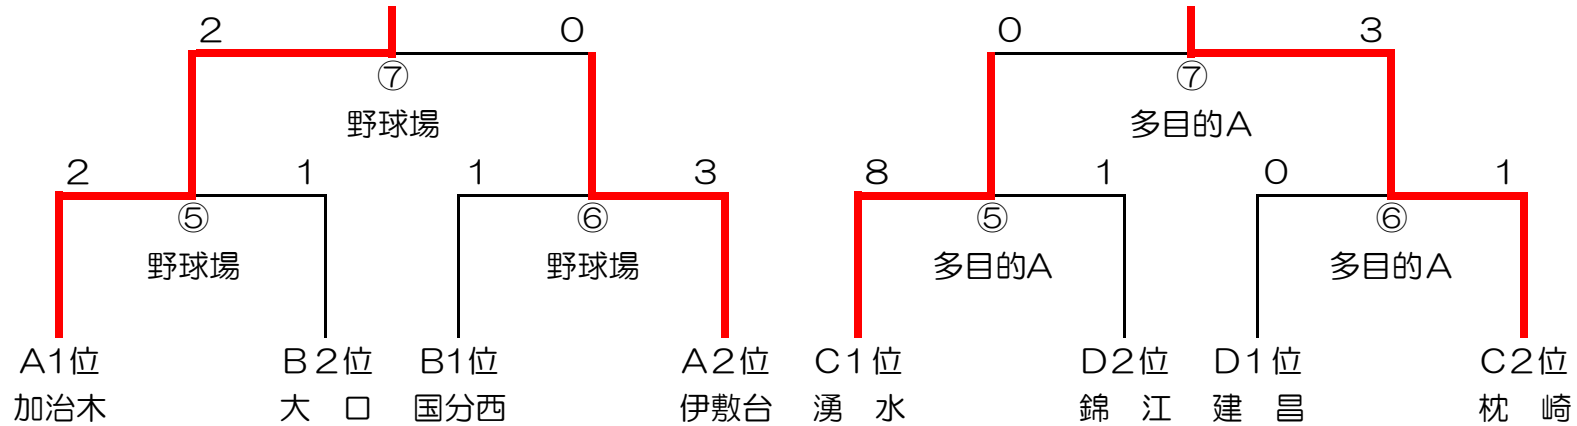 2 0 0 3
⑦ ⑦
野球場 多目的A
2 1 1 3 8 1 0 1
⑤ ⑥ ⑤ ⑥
野球場 野球場 多目的A 多目的A
A1位 B2位 B1位 A2位 C1位 D2位 D1位 C2位
加治木 大　口 国分西 伊敷台 湧　水 錦　江 建　昌 枕　崎